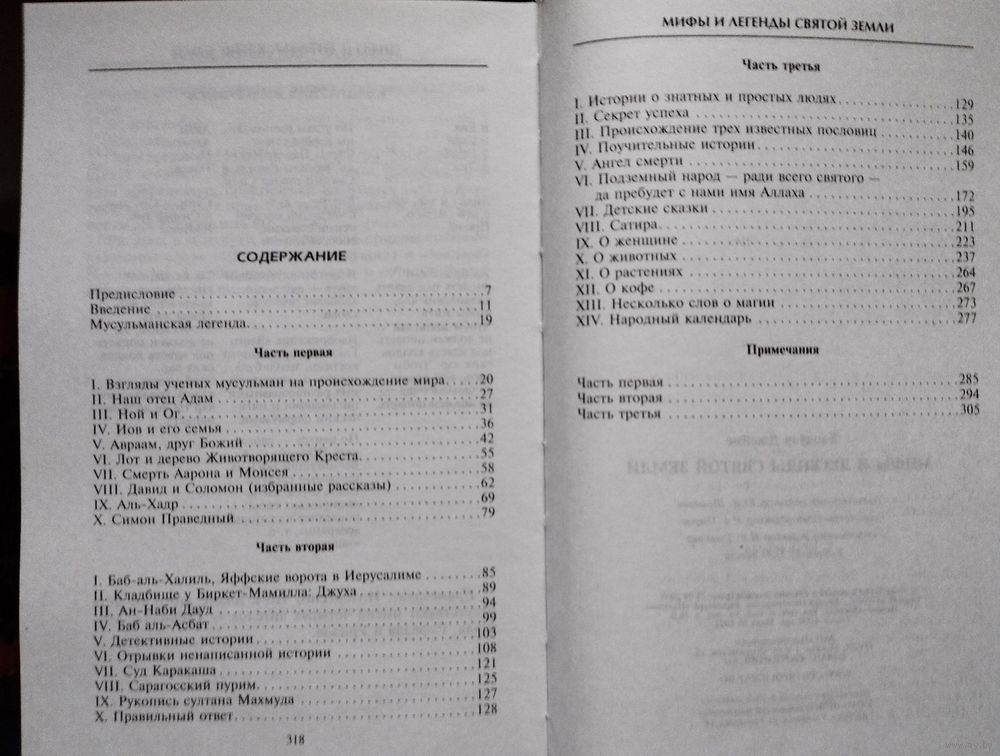 СОДЕРЖАНИЕ
Предисловие 7
Введение 11
Мусульманская легенда. 19
Часть первая
I. Взгляды ученых мусульман на происхождение мира. 20
II. Наш отец Адам 27
III. Ной и Ог. 31
IV. Иов и его семья 36
V. Авраам, друг Божий 42
VI. Лот и дерево Животворящего Креста. 55
VII. Смерть Аарона и Моисея 58
VIII. Давид и Соломон (избранные рассказы) 62
IX. Аль-Хадр 69
X. Симон Праведный 79
Часть вторая
I. Баб-аль-Халиль, Яффские ворота в Иерусалиме 85
II. Кладбище у Биркет-Мамилла: Джуха 89
III. Ан-Наби Дауд 94
IV. Баб аль-Асбат 99
V. Детективные истории 103
VI. Отрывки ненаписанной истории 108
VII. Суд Каракаша 121
VIII. Сарагосский пурим. 125
IX. Рукопись султана Махмуда 127
X. Правильный ответ. 128
318
МИФЫ И ЛЕГЕНДЫ СВЯТОЙ ЗЕМЛИ
Часть третья
I. Истории о знатных и простых людях. 129
II. Секрет успеха 135
III. Происхождение трех известных пословиц 140
IV. Поучительные истории 146
V. Ангел смерти 159
VI. Подземный народ — ради всего святого —
да пребудет с нами имя Аллаха 172
VII. Детские сказки 195
VIII. Сатира. 211
IX. О женщине 223
X. О животных 237
XI. О растениях 264
XII. О кофе 267
XIII. Несколько слов о магии 273
XIV. Народный календарь 277
Примечания
Часть первая 285
Часть вторая 294
Часть третья 305